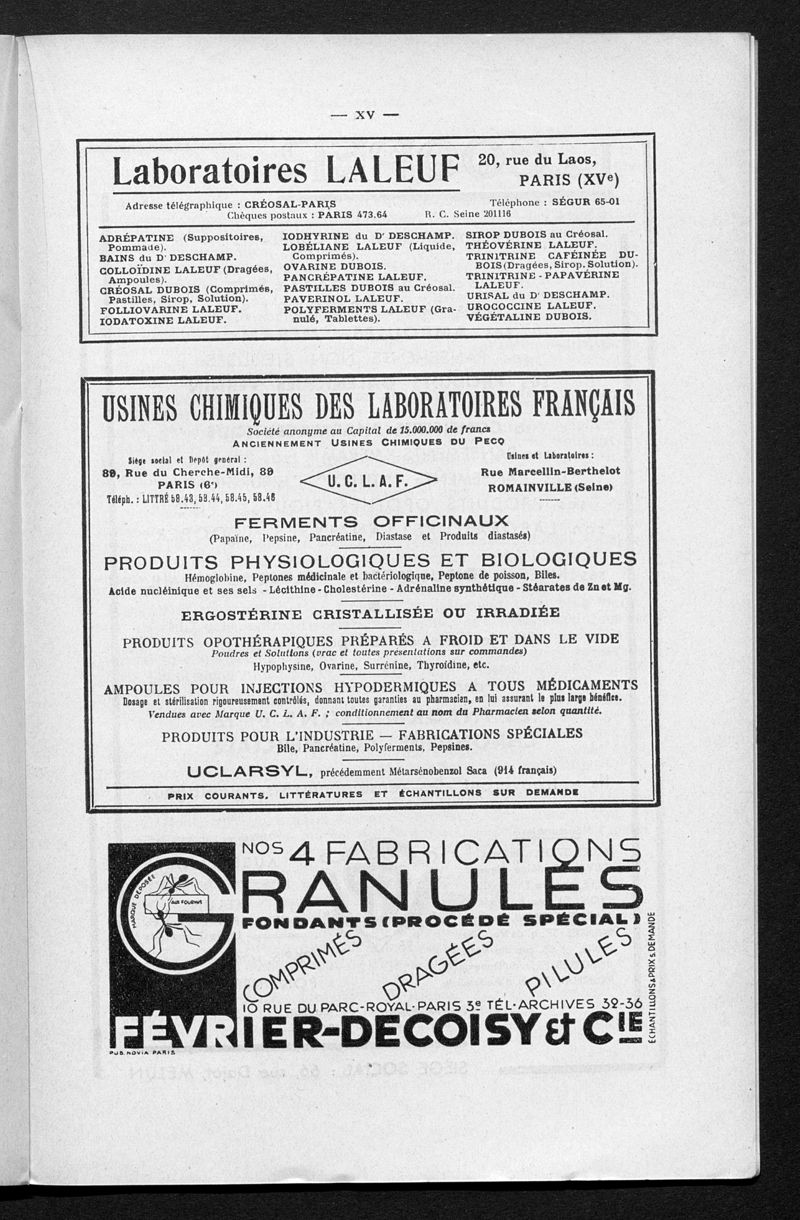 — XV —
Laboratoires LALEUF
20, rue du Laos,
PARIS (XVe)
Adresse télégraphique : CRÉOSAL-PARIS
Téléphone : SÉGUR 65-01
Chèques postaux : PARIS 473.64
R. C. Seine 201116
ADRÉPATINE (Suppositoires,
Pommade).
BAINS du Dr DESCHAMP.
COLLOÏDINE LALEUF (Dragées,
Ampoules).
CRÉOSAL DUBOIS (Comprimés,
Pastilles, Sirop, Solution).
FOLLIOVARINE LALEUF.
IODATOXINE LALEUF.
IODHYRINE du Dr DESCHAMP.
LOBÉLIANE LALEUF (Liquide,
Comprimés).
OVARINE DUBOIS.
PANCRÉPATINE LALEUF.
PASTILLES DUBOIS au Créosal.
PAVERINOL LALEUF.
POLYFERMENTS LALEUF (Gra-
nulé, Tablettes).
SIROP DUBOIS au Créosal.
THÉOVÉRINE LALEUF.
TRINITRINE CAFÉINÉE DU-
BOIS (Dragées, Sirop, Solution).
TRINITRINE - PAPAVÉRINE
LALEUF.
URISAL du Dr DESCHAMP.
UROCOCCINE LALEUF.
VÉGÉTALINE DUBOIS.
USINES CHIMIQUES DES LABORATOIRES FRANÇAIS
Société anonyme au Capital de 15.000.000 de francs
ANCIENNEMENT USINES CHIMIQUES DU PECQ
Siège social et Dépôt général :
89, Rue du Cherche-Midi, 89
PARIS (6e)
Téléph. : LITTRÉ 58.43, 58.44, 58.45, 58.46
U. C. L. A. F.
Usines et Laboratoires :
Rue Marcellin-Berthelot
ROMAINVILLE (Seine)
FERMENTS OFFICINAUX
(Papaïne, Pepsine, Pancréatine, Diastase et Produits diastasés)
PRODUITS PHYSIOLOGIQUES ET BIOLOGIQUES
Hémoglobine, Peptones médicinale et bactériologique, Peptone de poisson, Biles.
Acide nucléinique et ses sels - Lécithine - Cholestérine - Adrénaline synthétique - Stéarates de Zn et Mg.
ERGOSTÉRINE CRISTALLISÉE OU IRRADIÉE
PRODUITS OPOTHÉRAPIQUES PRÉPARÉS A FROID ET DANS LE VIDE
Poudres et Solutions (vrac et toutes présentations sur commandes)
Hypophysine, Ovarine, Surrénine, Thyroïdine, etc.
AMPOULES POUR INJECTIONS HYPODERMIQUES A TOUS MÉDICAMENTS
Dosage et stérilisation rigoureusement contrôlés, donnant toutes garanties au pharmacien, en lui assurant le plus large bénéfice.
Vendues avec Marque U. C. L. A. F. ; conditionnement au nom du Pharmacien selon quantité.
PRODUITS POUR L'INDUSTRIE — FABRICATIONS SPÉCIALES
Bile, Pancréatine, Polyferments, Pepsines.
UCLARSYL, précédemment Métarsénobenzol Saca (914 français)
PRIX COURANTS, LITTÉRATURES ET ÉCHANTILLONS SUR DEMANDE
NOS 4 FABRICATIONS
GRANULES
MARQUE DÉPOSÉE
AUX FOURMIS
FONDANTS (PROCÉDÉ SPÉCIAL)
COMPRIMÉS
DRAGÉES
PILULES
10 RUE DU PARC-ROYAL-PARIS 3e TÉL-ARCHIVES 32-36
FÉVRIER-DECOISY & CIE
ÉCHANTILLONS & PRIX S. DEMANDE
PUB. NOVIA PARIS
SIÈGE SOCIAL : 66, rue Dajot, MELUN